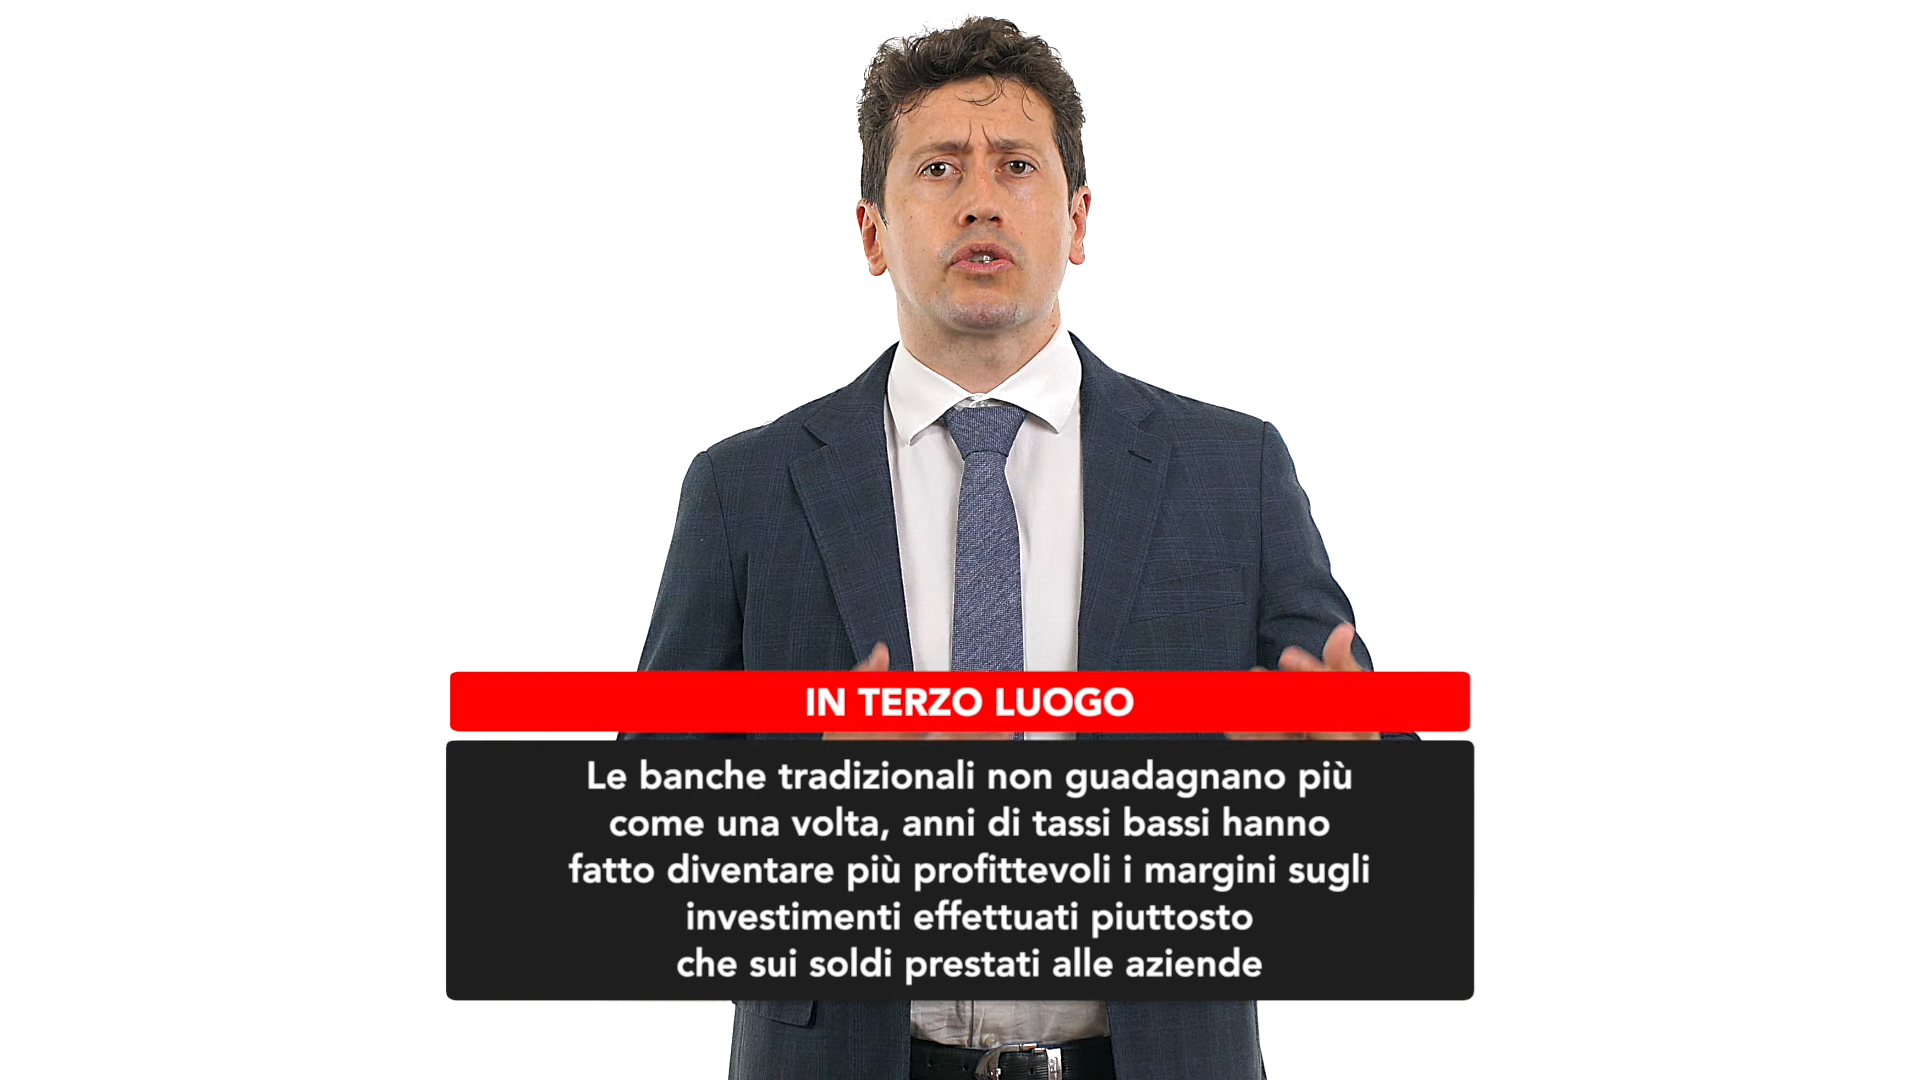 IN TERZO LUOGO
Le banche tradizionali non guadagnano più
come una volta, anni di tassi bassi hanno
fatto diventare più profittevoli i margini sugli
investimenti effettuati piuttosto
che sui soldi prestati alle aziende